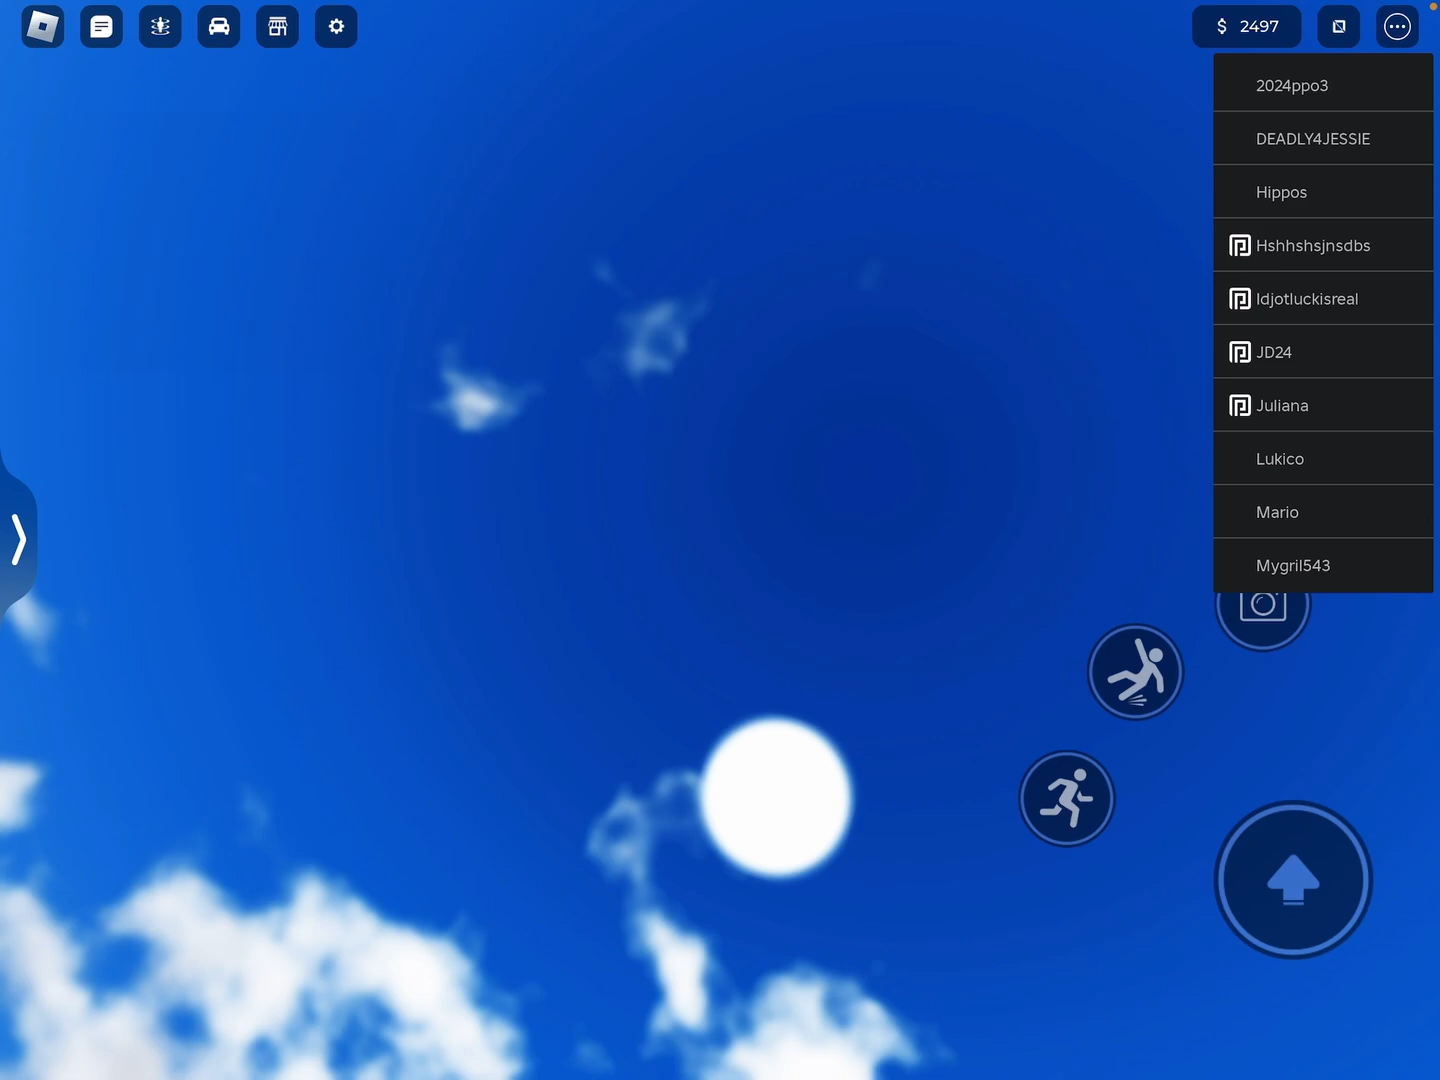 $ 2497
2024ppo3
DEADLY4JESSIE
Hippos
Hshhshsjnsdbs
Idjotluckisreal
JD24
Juliana
Lukico
Mario
Mygril543